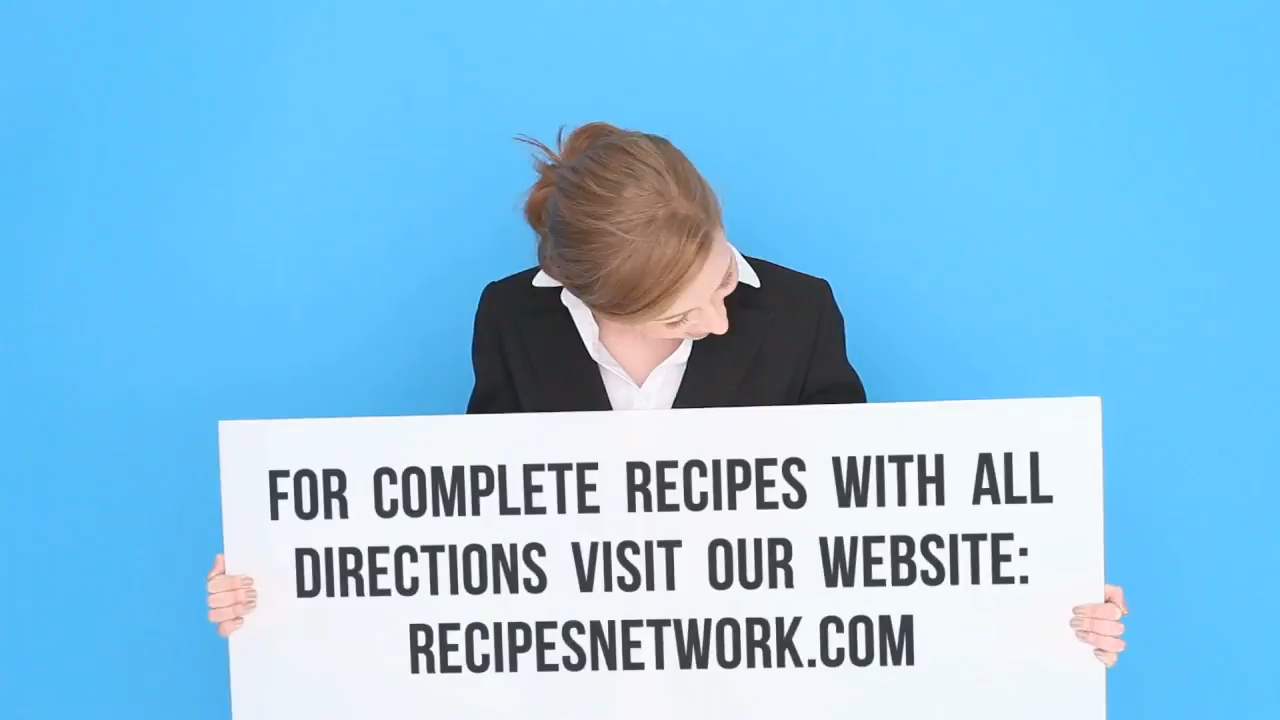 FOR COMPLETE RECIPES WITH ALL
DIRECTIONS VISIT OUR WEBSITE:
RECIPESNETWORK.COM